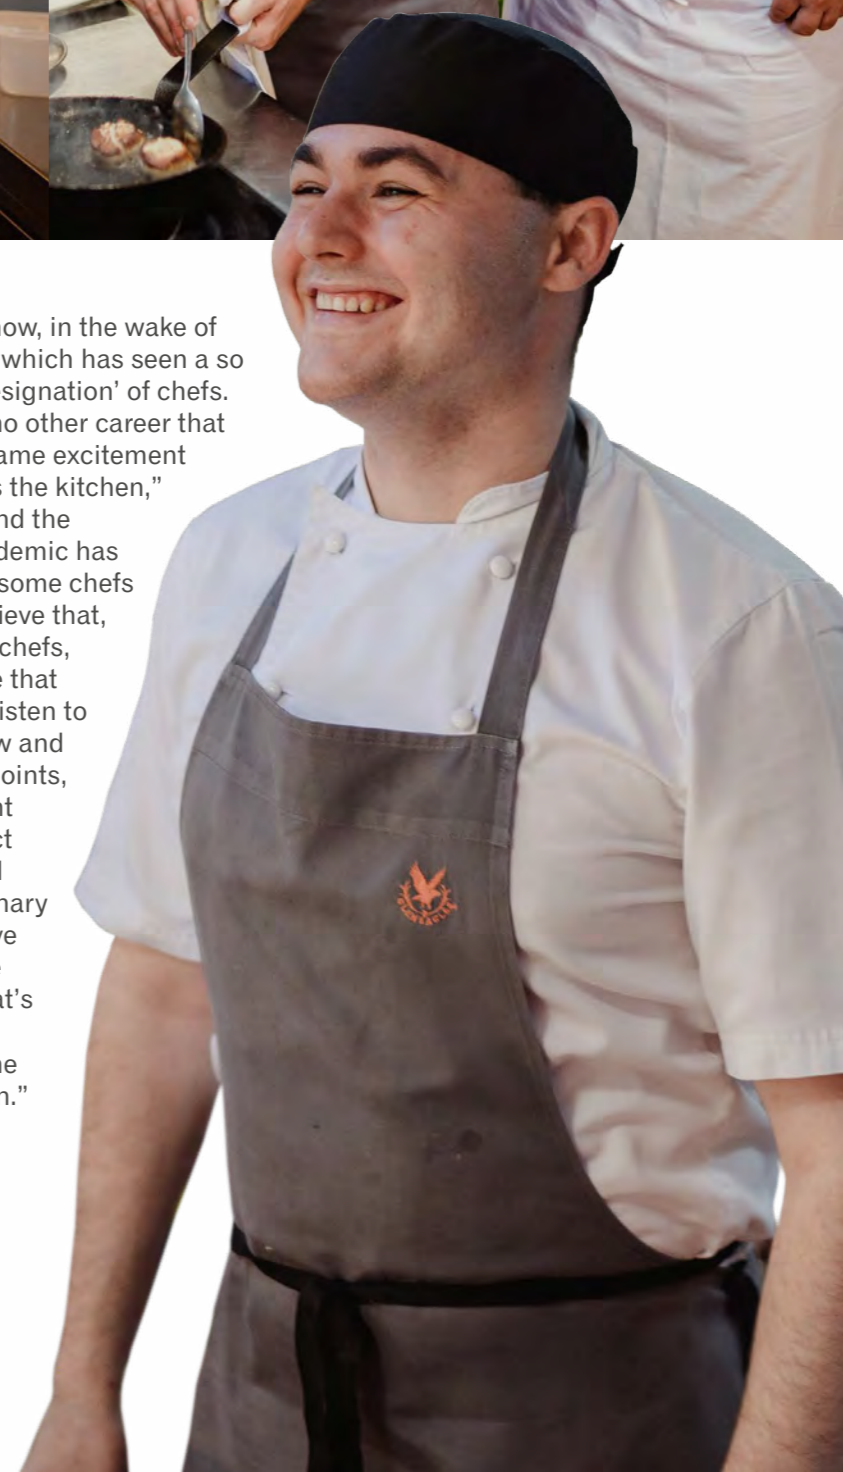 now, in the wake of
which has seen a so
esignation’ of chefs.
no other career that
ame excitement
s the kitchen,”
nd the
demic has
some chefs
ieve that,
chefs,
e that
isten to
w and
oints,
nt
ct
l
nary
ve
e
at’s
ne
n.”
GLENEAGLES